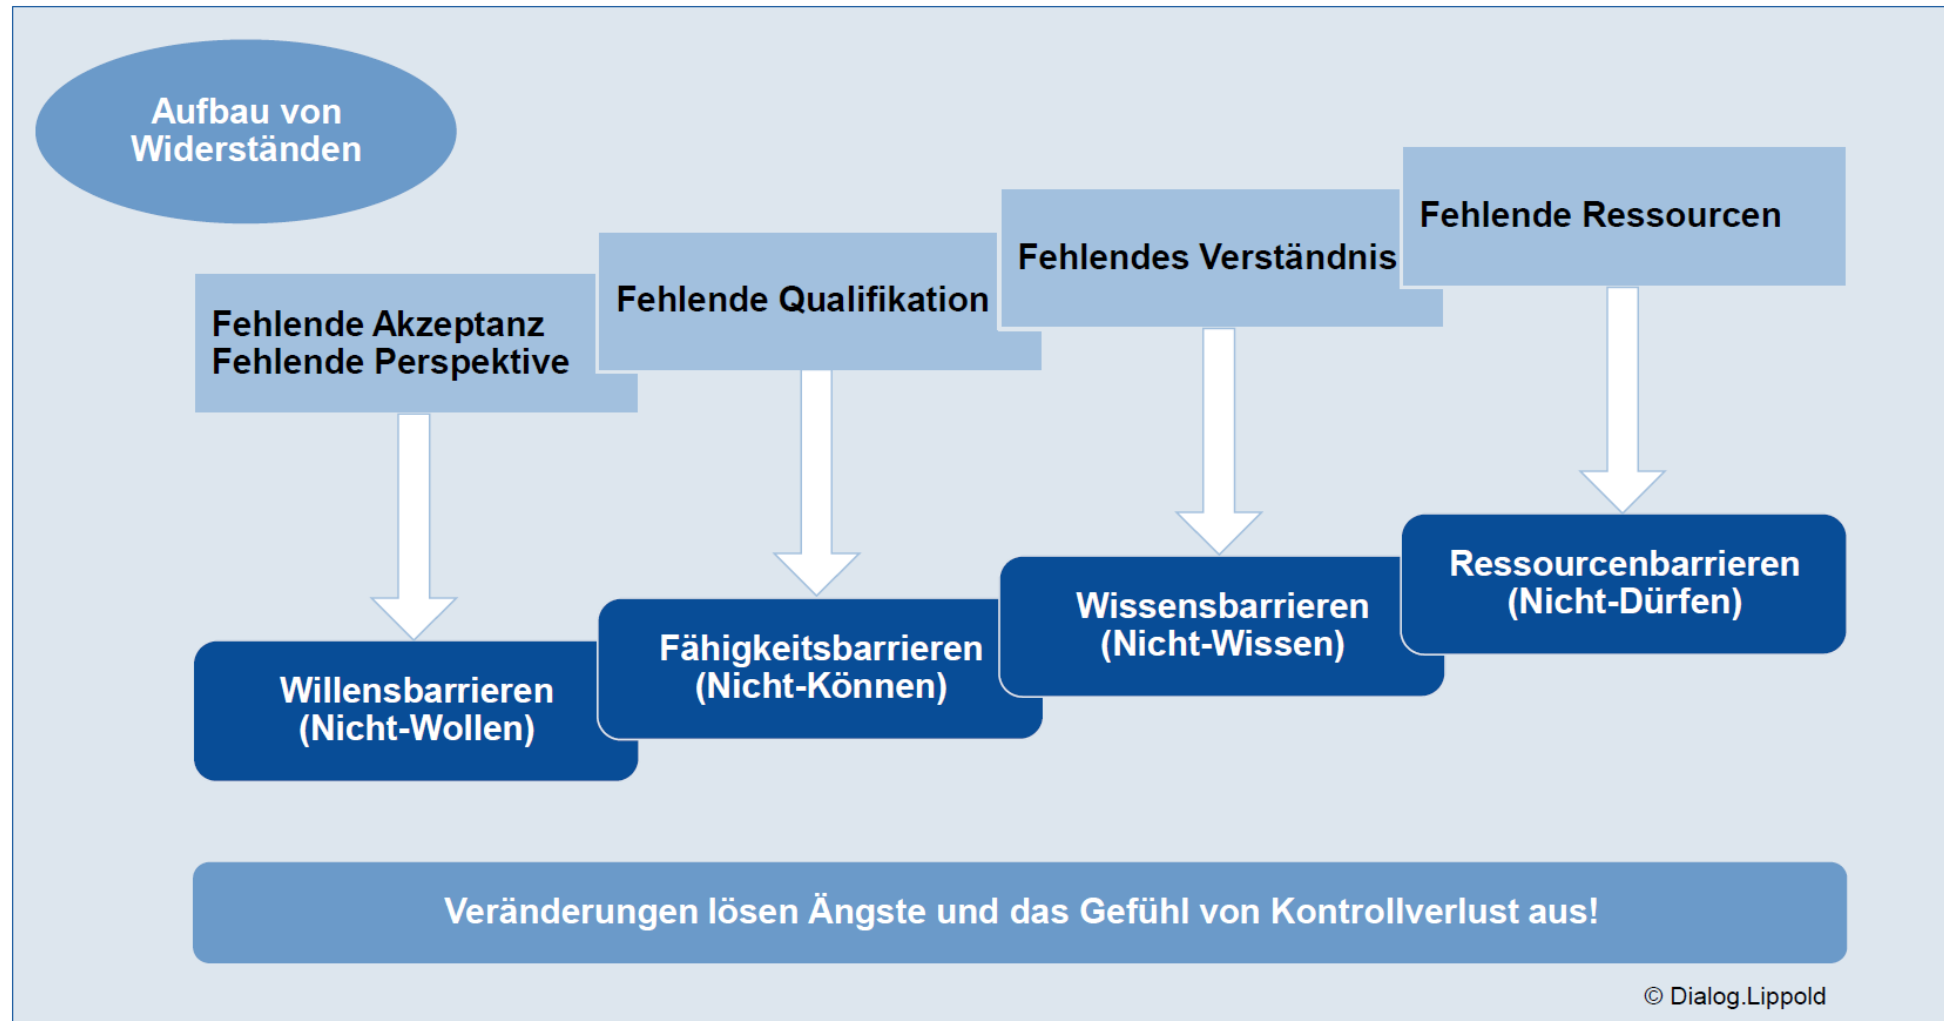 Aufbau von
Widerständen
Fehlende Akzeptanz
Fehlende Perspektive
Fehlende Qualifikation
Fehlendes Verständnis
Fehlende Ressourcen
Willensbarrieren
(Nicht-Wollen)
Fähigkeitsbarrieren
(Nicht-Können)
Wissensbarrieren
(Nicht-Wissen)
Ressourcenbarrieren
(Nicht-Dürfen)
Veränderungen lösen Ängste und das Gefühl von Kontrollverlust aus!
© Dialog.Lippold